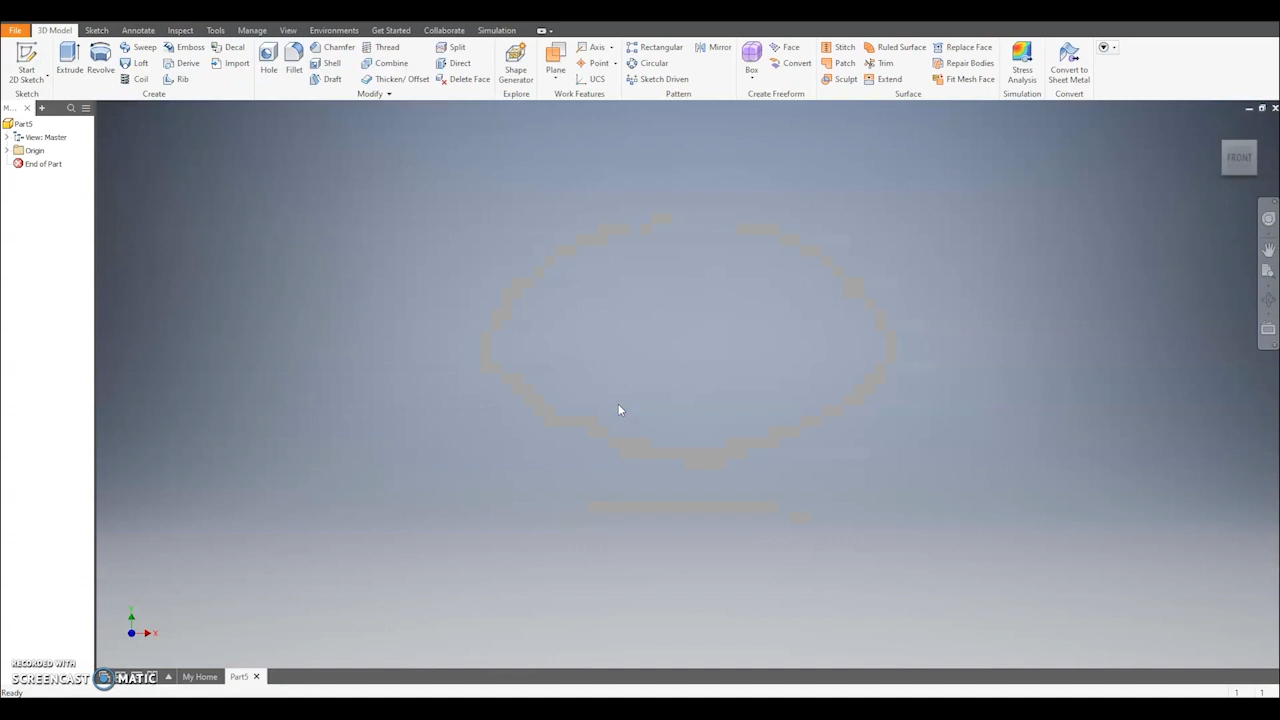 File 3D Model Sketch Annotate Inspect Tools Manage View Environments Get Started Collaborate Simulation
Start
2D Sketch
Extrude
Revolve
Sweep
Emboss
Decal
Loft
Derive
Import
Coil
Rib
Hole
Fillet
Chamfer
Thread
Split
Shell
Combine
Direct
Draft
Thicken/ Offset
Delete Face
Shape
Generator
Plane
Axis
Point
UCS
Rectangular
Mirror
Circular
Sketch Driven
Box
Face
Convert
Stitch
Ruled Surface
Replace Face
Patch
Trim
Repair Bodies
Sculpt
Extend
Fit Mesh Face
Stress
Analysis
Convert to
Sheet Metal
Sketch Create Modify Explore Work Features Pattern Create Freeform Surface Simulation Convert
M...
Part5
View: Master
Origin
End of Part
FRONT
Y
X
RECORDED WITH
SCREENCAST MATIC
My Home Part5
Ready
1 1